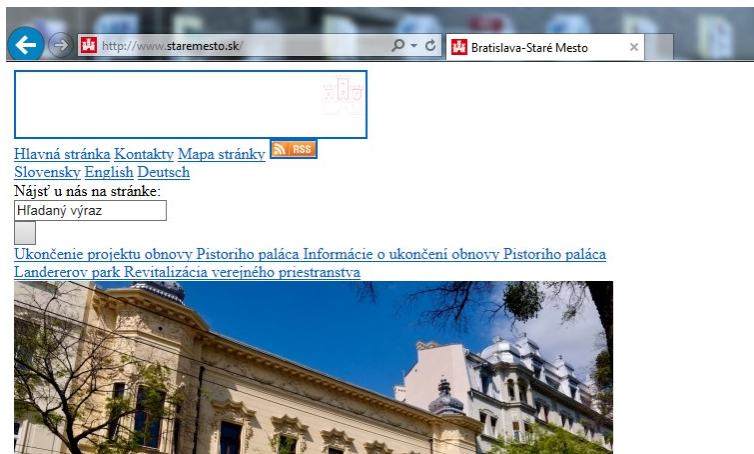 http://www.staremesto.sk/
Bratislava-Staré Mesto
Hlavná stránka Kontakty Mapa stránky RSS
Slovensky English Deutsch
Nájsť u nás na stránke:
Hľadaný výraz
Ukončenie projektu obnovy Pistoriho paláca Informácie o ukončení obnovy Pistoriho paláca
Landererov park Revitalizácia verejného priestranstva